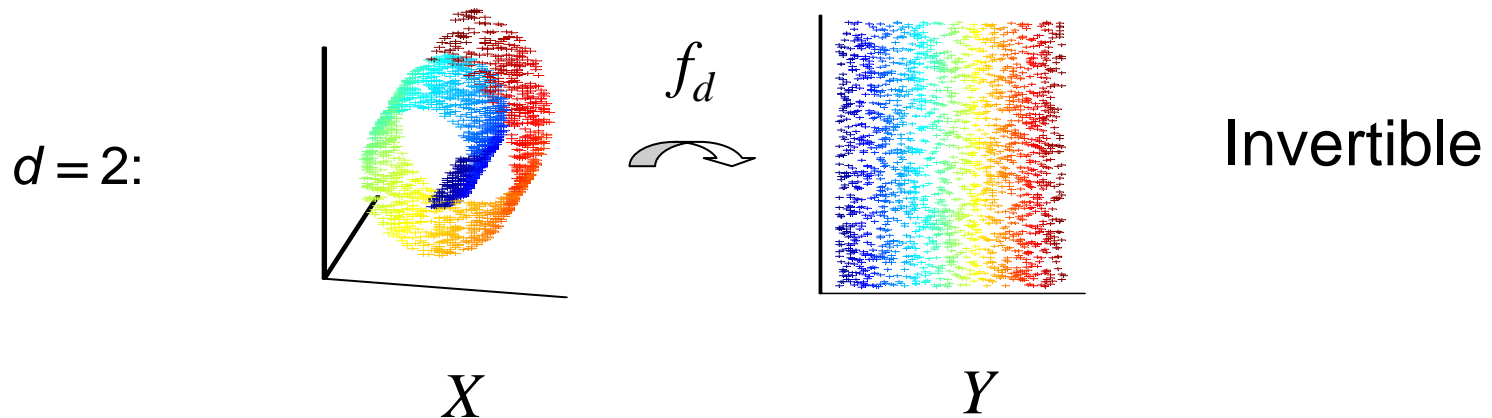 d = 2:
f_d
Invertible
X
Y